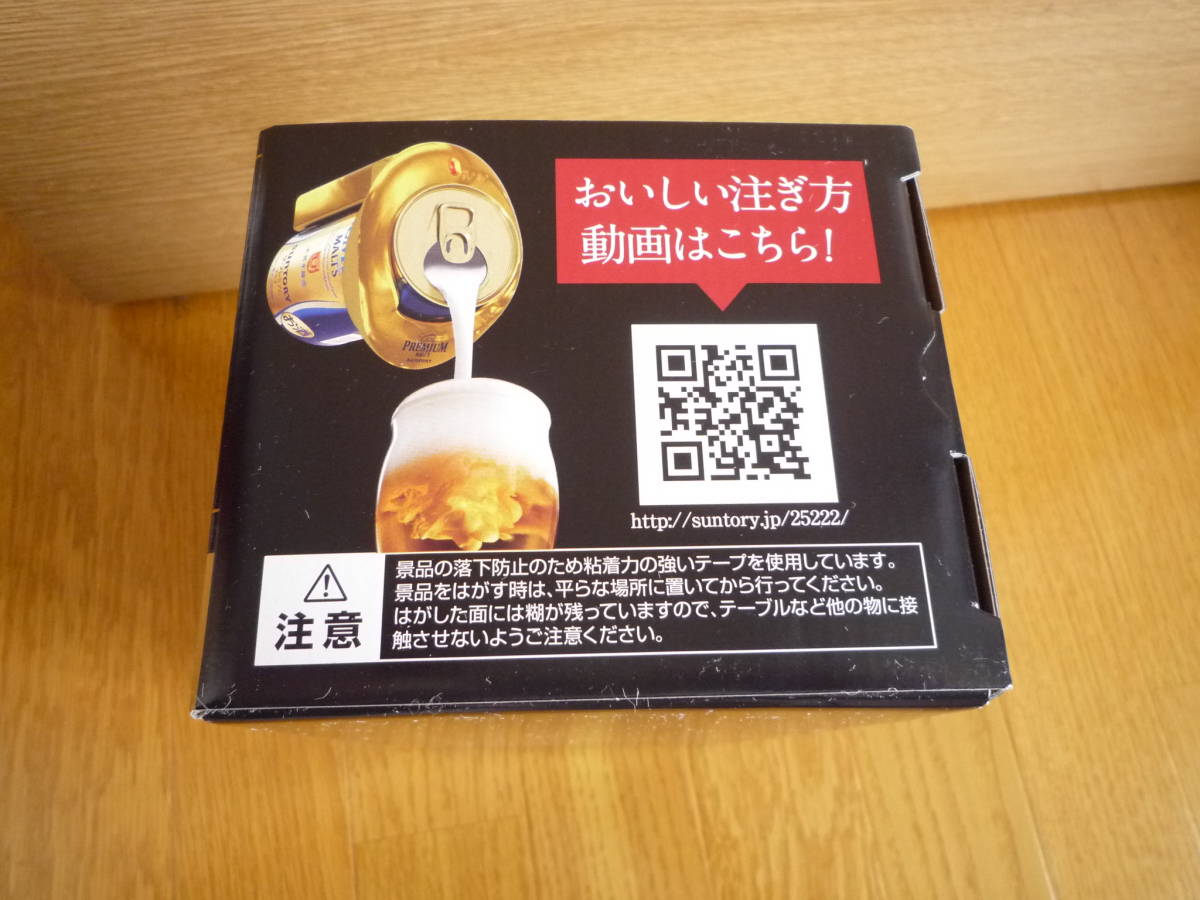 おいしい注ぎ方
動画はこちら!
MALT'S
SUNTORY
PREMIUM
http://suntory.jp/25222/
注意
景品の落下防止のため粘着力の強いテープを使用しています。
景品をはがす時は、平らな場所に置いてから行ってください。
はがした面には糊が残っていますので、テーブルなど他の物に接
触させないようご注意ください。